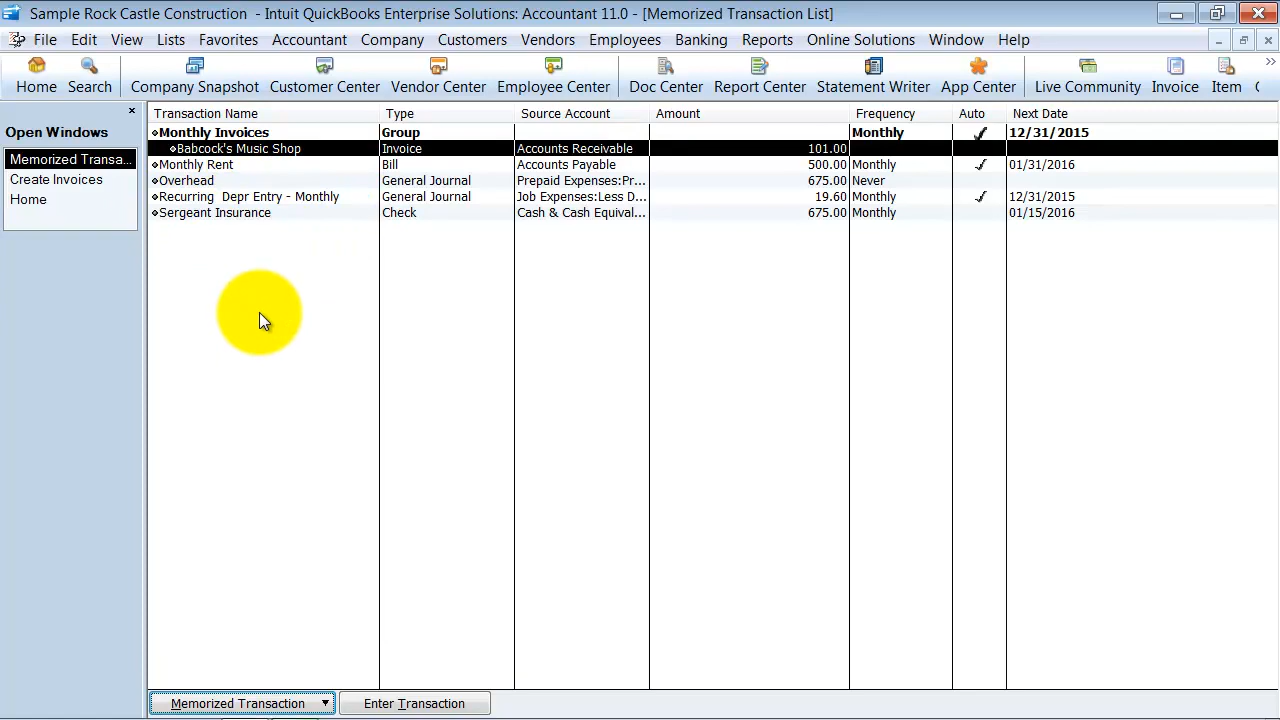 Sample Rock Castle Construction - Intuit QuickBooks Enterprise Solutions: Accountant 11.0 - [Memorized Transaction List]
File Edit View Lists Favorites Accountant Company Customers Vendors Employees Banking Reports Online Solutions Window Help
Home Search Company Snapshot Customer Center Vendor Center Employee Center Doc Center Report Center Statement Writer App Center Live Community Invoice Item
Open Windows
Memorized Transa...
Create Invoices
Home
Transaction Name Type Source Account Amount Frequency Auto Next Date
Monthly Invoices Group Monthly 12/31/2015
Babcock's Music Shop Invoice Accounts Receivable 101.00
Monthly Rent Bill Accounts Payable 500.00 Monthly 01/31/2016
Overhead General Journal Prepaid Expenses:Pr... 675.00 Never
Recurring Depr Entry - Monthly General Journal Job Expenses:Less D... 19.60 Monthly 12/31/2015
Sergeant Insurance Check Cash & Cash Equival... 675.00 Monthly 01/15/2016
Memorized Transaction Enter Transaction